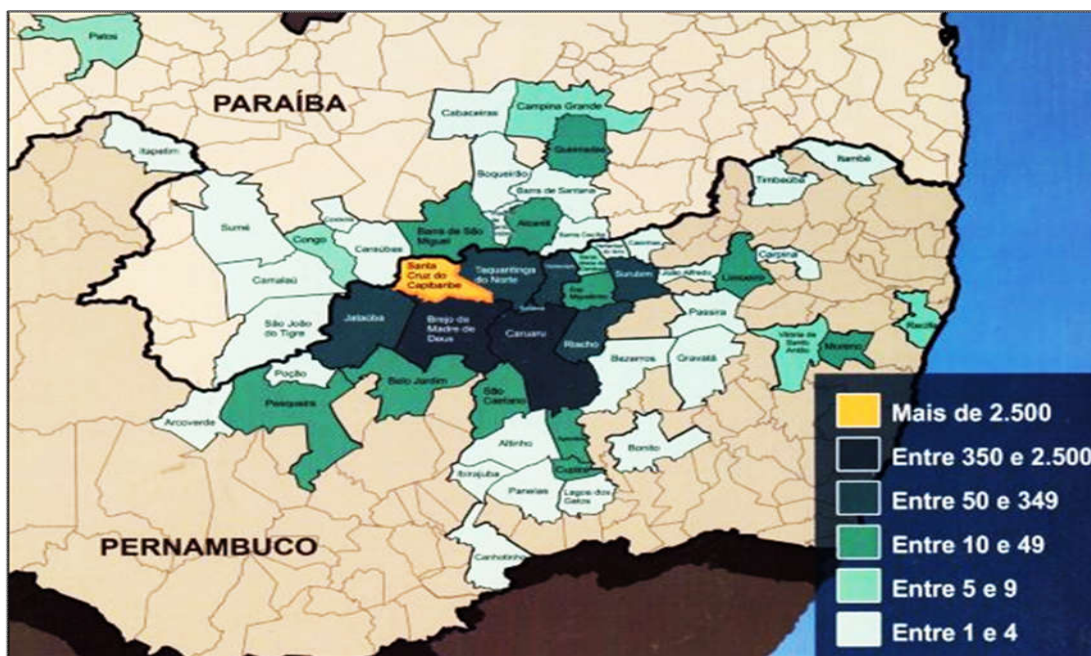 Patos
PARAÍBA
Cabaceiras
Campina Grande
Queimadas
Itapetim
Boqueirão
Timbaúba
Itambé
Barra de Santana
Sumé
Barra de São
Miguel
Alcantil
Congo
Caraúbas
Santa
Cruz do
Capibaribe
Taquaritinga
do Norte
Surubim
João Alfredo
Limoeiro
Carpina
Camalaú
São João
do Tigre
Jataúba
Brejo da
Madre de
Deus
Caruaru
Riacho
Passira
Bezerros
Gravatá
Vitória de
Santo
Antão
Moreno
Recife
Poção
Pesqueira
Belo Jardim
São
Caetano
Arcoverde
Altinho
Bonito
Ibirajuba
Cupira
Panelas
Lagoa dos
Gatos
Canhotinho
PERNAMBUCO
Mais de 2.500
Entre 350 e 2.500
Entre 50 e 349
Entre 10 e 49
Entre 5 e 9
Entre 1 e 4